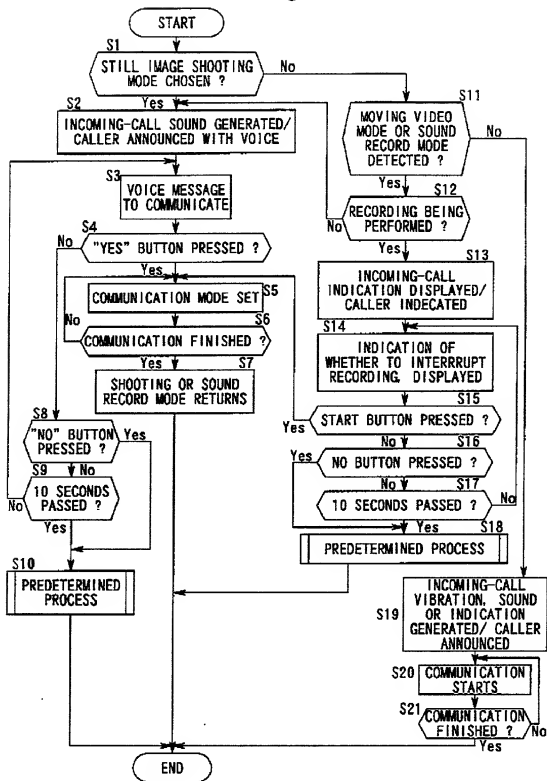 START
S1
STILL IMAGE SHOOTING
MODE CHOSEN ?
No
Yes
S2
INCOMING-CALL SOUND GENERATED/
CALLER ANNOUNCED WITH VOICE
S3
VOICE MESSAGE
TO COMMUNICATE
S4
No
"YES" BUTTON PRESSED ?
Yes
COMMUNICATION MODE SET
S5
S6
No
COMMUNICATION FINISHED ?
Yes
S7
SHOOTING OR SOUND
RECORD MODE RETURNS
S8
"NO" BUTTON
PRESSED ?
Yes
No
S9
10 SECONDS
PASSED ?
No
Yes
S10
PREDETERMINED
PROCESS
S11
MOVING VIDEO
MODE OR SOUND
RECORD MODE
DETECTED ?
No
Yes
S12
RECORDING BEING
PERFORMED ?
No
Yes
S13
INCOMING-CALL
INDICATION DISPLAYED/
CALLER INDECATED
S14
INDICATION OF
WHETHER TO INTERRRUPT
RECORDING, DISPLAYED
S15
START BUTTON PRESSED ?
Yes
No
S16
Yes
NO BUTTON PRESSED ?
No
S17
10 SECONDS PASSED ?
No
Yes
S18
PREDETERMINED PROCESS
S19
INCOMING-CALL
VIBRATION, SOUND
OR INDICATION
GENERATED/ CALLER
ANNOUNCED
S20
COMMUNICATION
STARTS
S21
COMMUNICATION
FINISHED ?
No
Yes
END